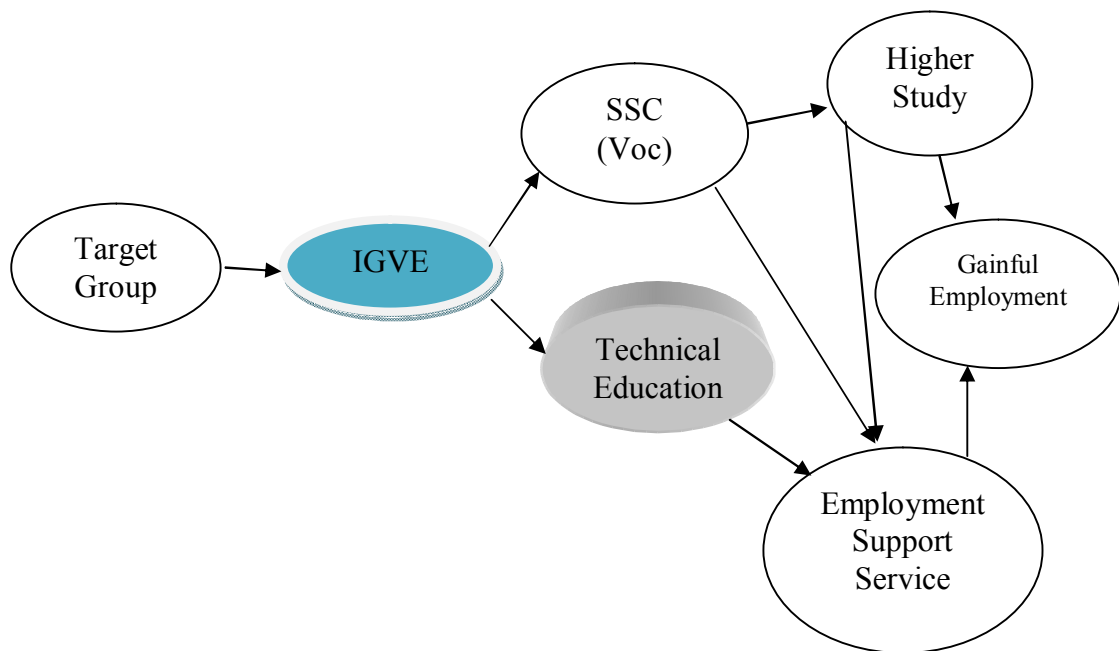 Target
Group
IGVE
SSC
(Voc)
Technical
Education
Higher
Study
Gainful
Employment
Employment
Support
Service